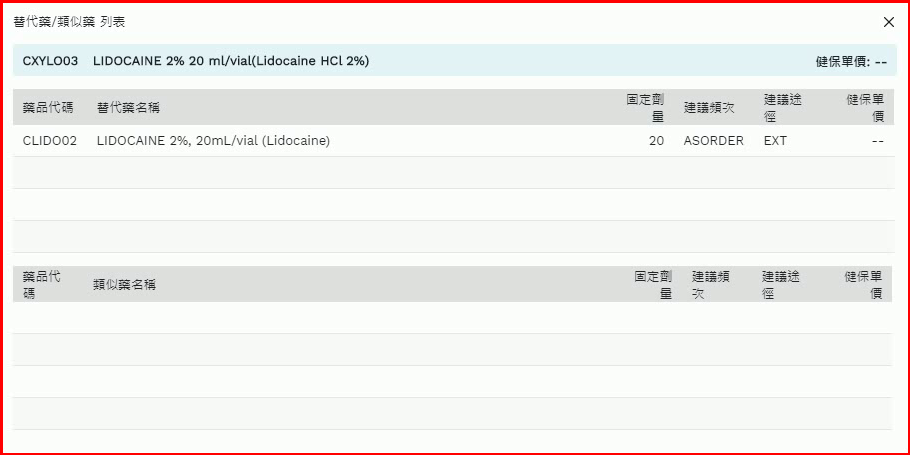 替代藥/類似藥 列表
CXYLO03 LIDOCAINE 2% 20 ml/vial(Lidocaine HCl 2%) 健保單價: --
藥品代碼 替代藥名稱 固定劑量 建議頻次 建議途徑 健保單價
CLIDO02 LIDOCAINE 2%, 20mL/vial (Lidocaine) 20 ASORDER EXT --
藥品代碼 類似藥名稱 固定劑量 建議頻次 建議途徑 健保單價